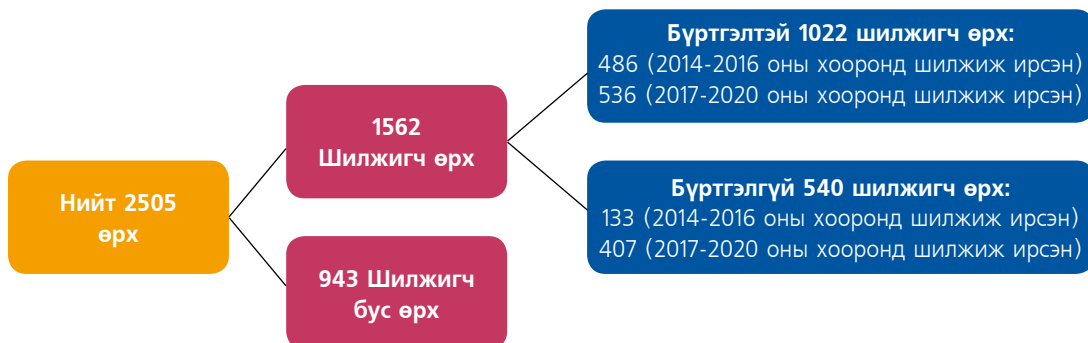 Нийт 2505
өрх
1562
Шилжигч өрх
943 Шилжигч
бус өрх
Бүртгэлтэй 1022 шилжигч өрх:
486 (2014-2016 оны хооронд шилжиж ирсэн)
536 (2017-2020 оны хооронд шилжиж ирсэн)
Бүртгэлгүй 540 шилжигч өрх:
133 (2014-2016 оны хооронд шилжиж ирсэн)
407 (2017-2020 оны хооронд шилжиж ирсэн)